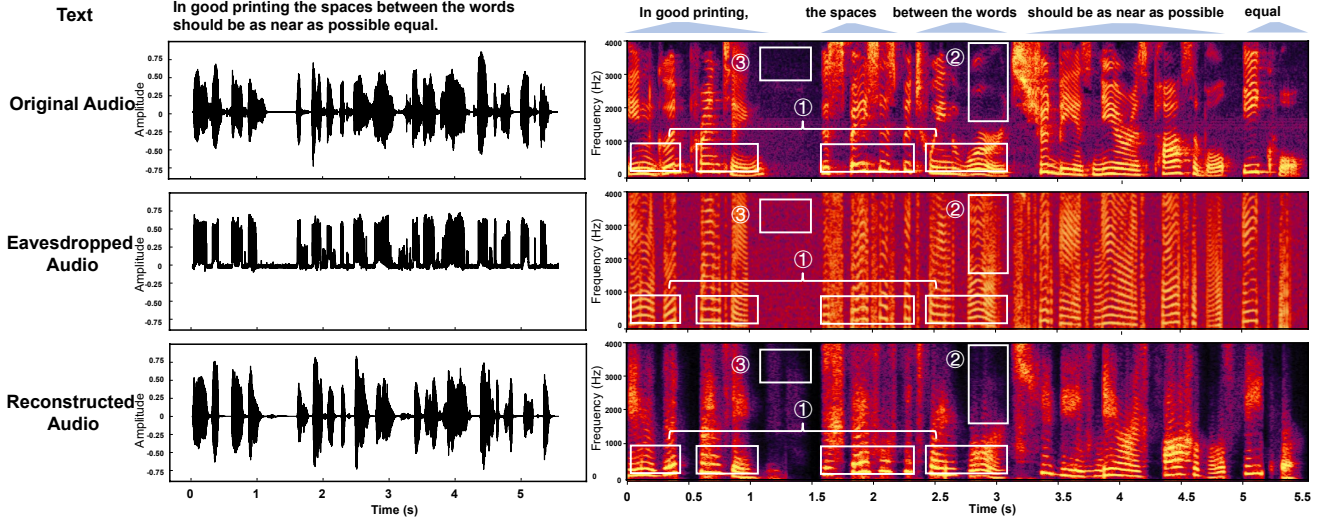 Text
In good printing the spaces between the words
should be as near as possible equal.
In good printing,
the spaces
between the words
should be as near as possible
equal
Original Audio
Amplitude
0.75
0.50
0.25
0
-0.25
-0.50
-0.75
Frequency (Hz)
4000
3000
2000
1000
0
③
②
①
Eavesdropped
Audio
Amplitude
0.75
0.50
0.25
0
-0.25
-0.50
-0.75
Frequency (Hz)
4000
3000
2000
1000
0
③
②
①
Reconstructed
Audio
Amplitude
0.75
0.50
0.25
0
-0.25
-0.50
-0.75
Frequency (Hz)
4000
3000
2000
1000
0
③
②
①
0 1 2 3 4 5
Time (s)
0 0.5 1 1.5 2 2.5 3 3.5 4 4.5 5 5.5
Time (s)